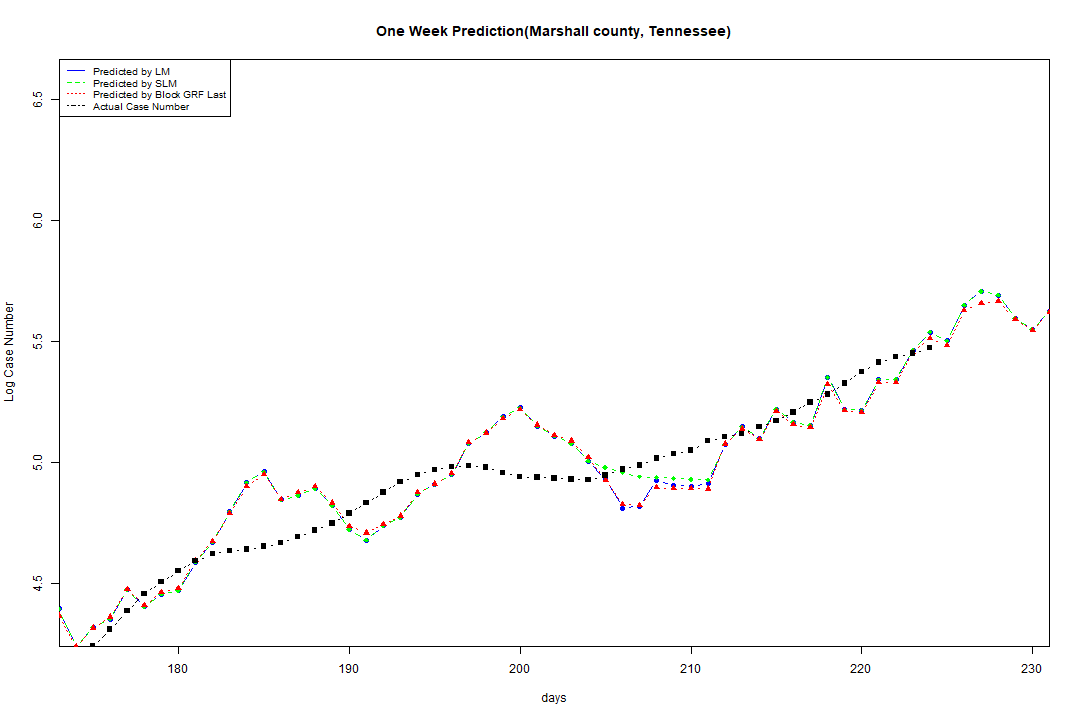 One Week Prediction(Marshall county, Tennessee)
Predicted by LM
Predicted by SLM
Predicted by Block GRF Last
Actual Case Number
6.5
6.0
5.5
5.0
4.5
Log Case Number
180 190 200 210 220 230
days